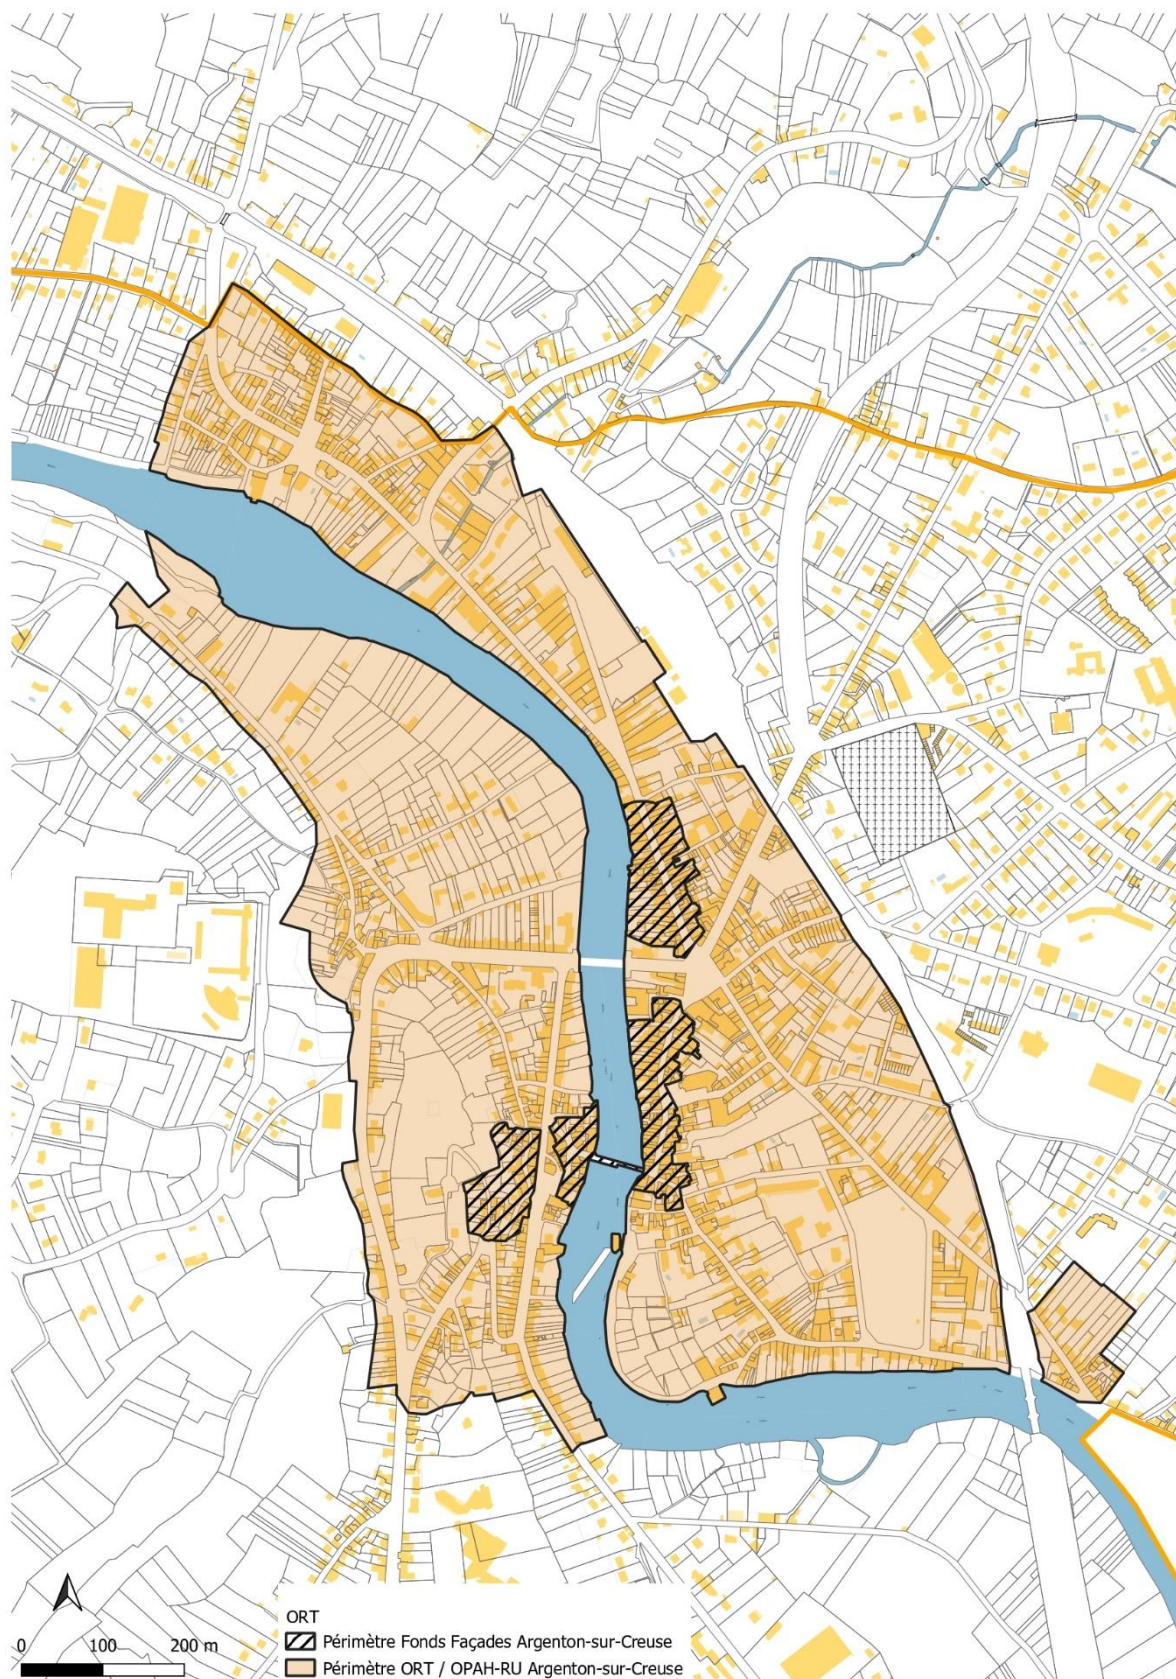 0 100 200 m
ORT
Périmètre Fonds Façades Argenton-sur-Creuse
Périmètre ORT / OPAH-RU Argenton-sur-Creuse